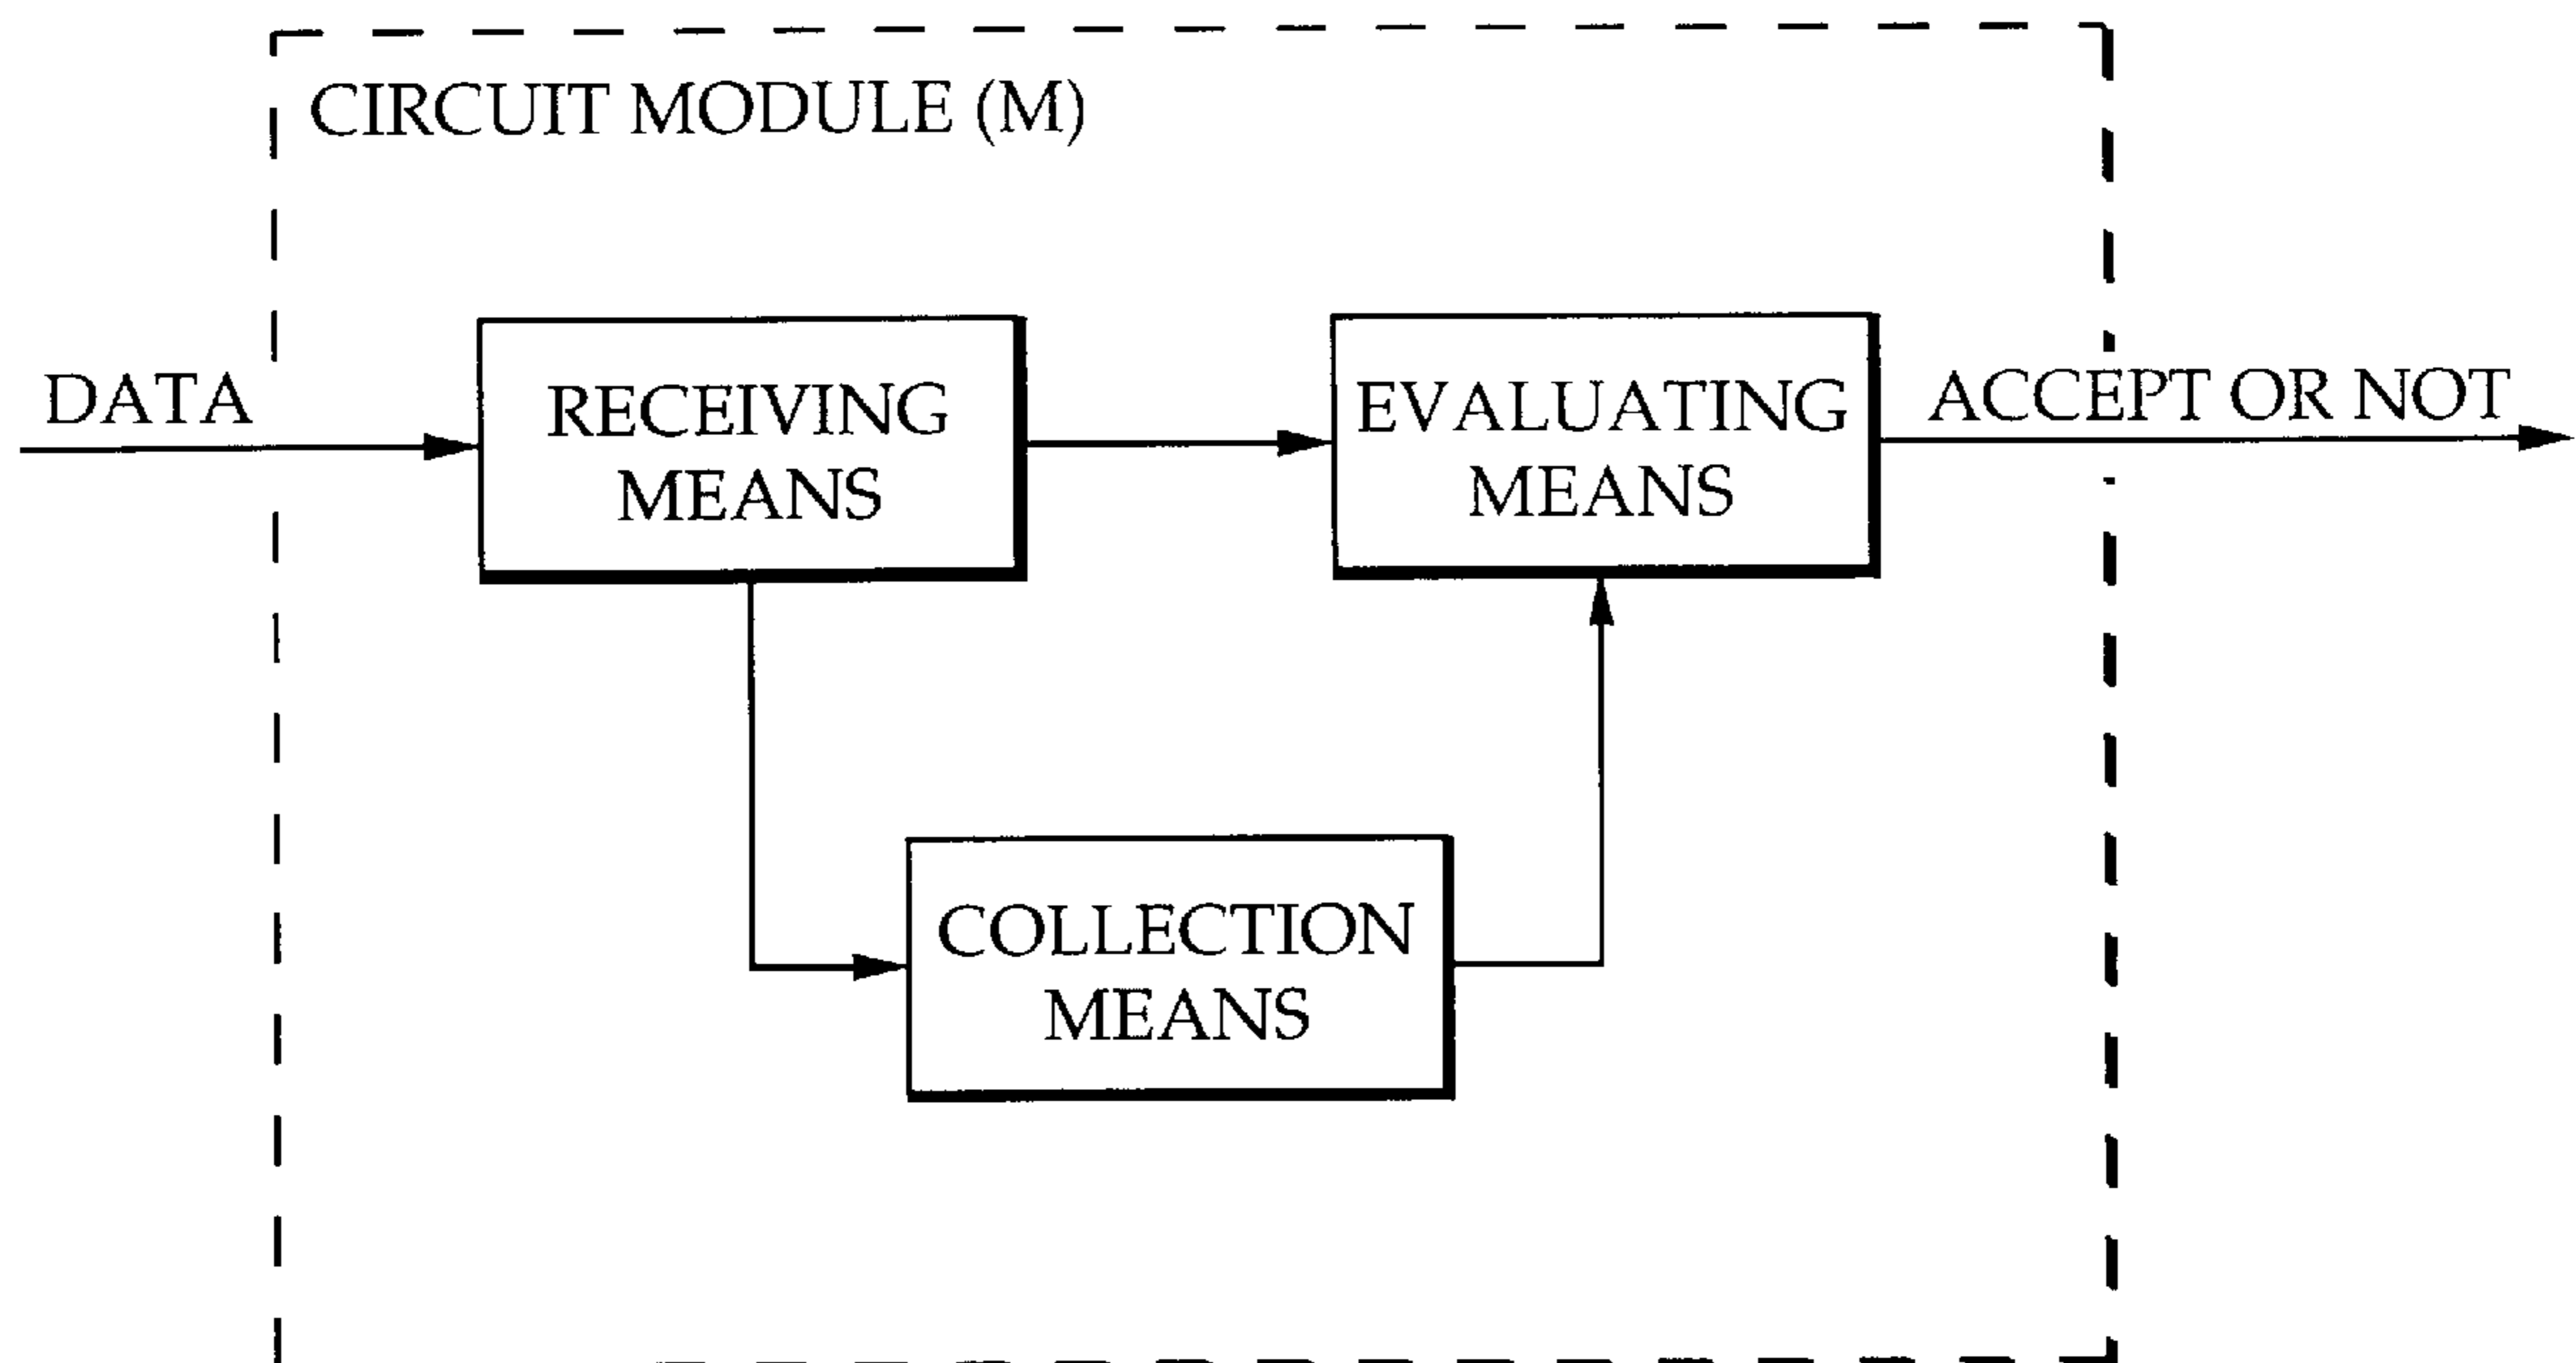 CIRCUIT MODULE (M)
DATA
RECEIVING
MEANS
EVALUATING
MEANS
ACCEPT OR NOT
COLLECTION
MEANS